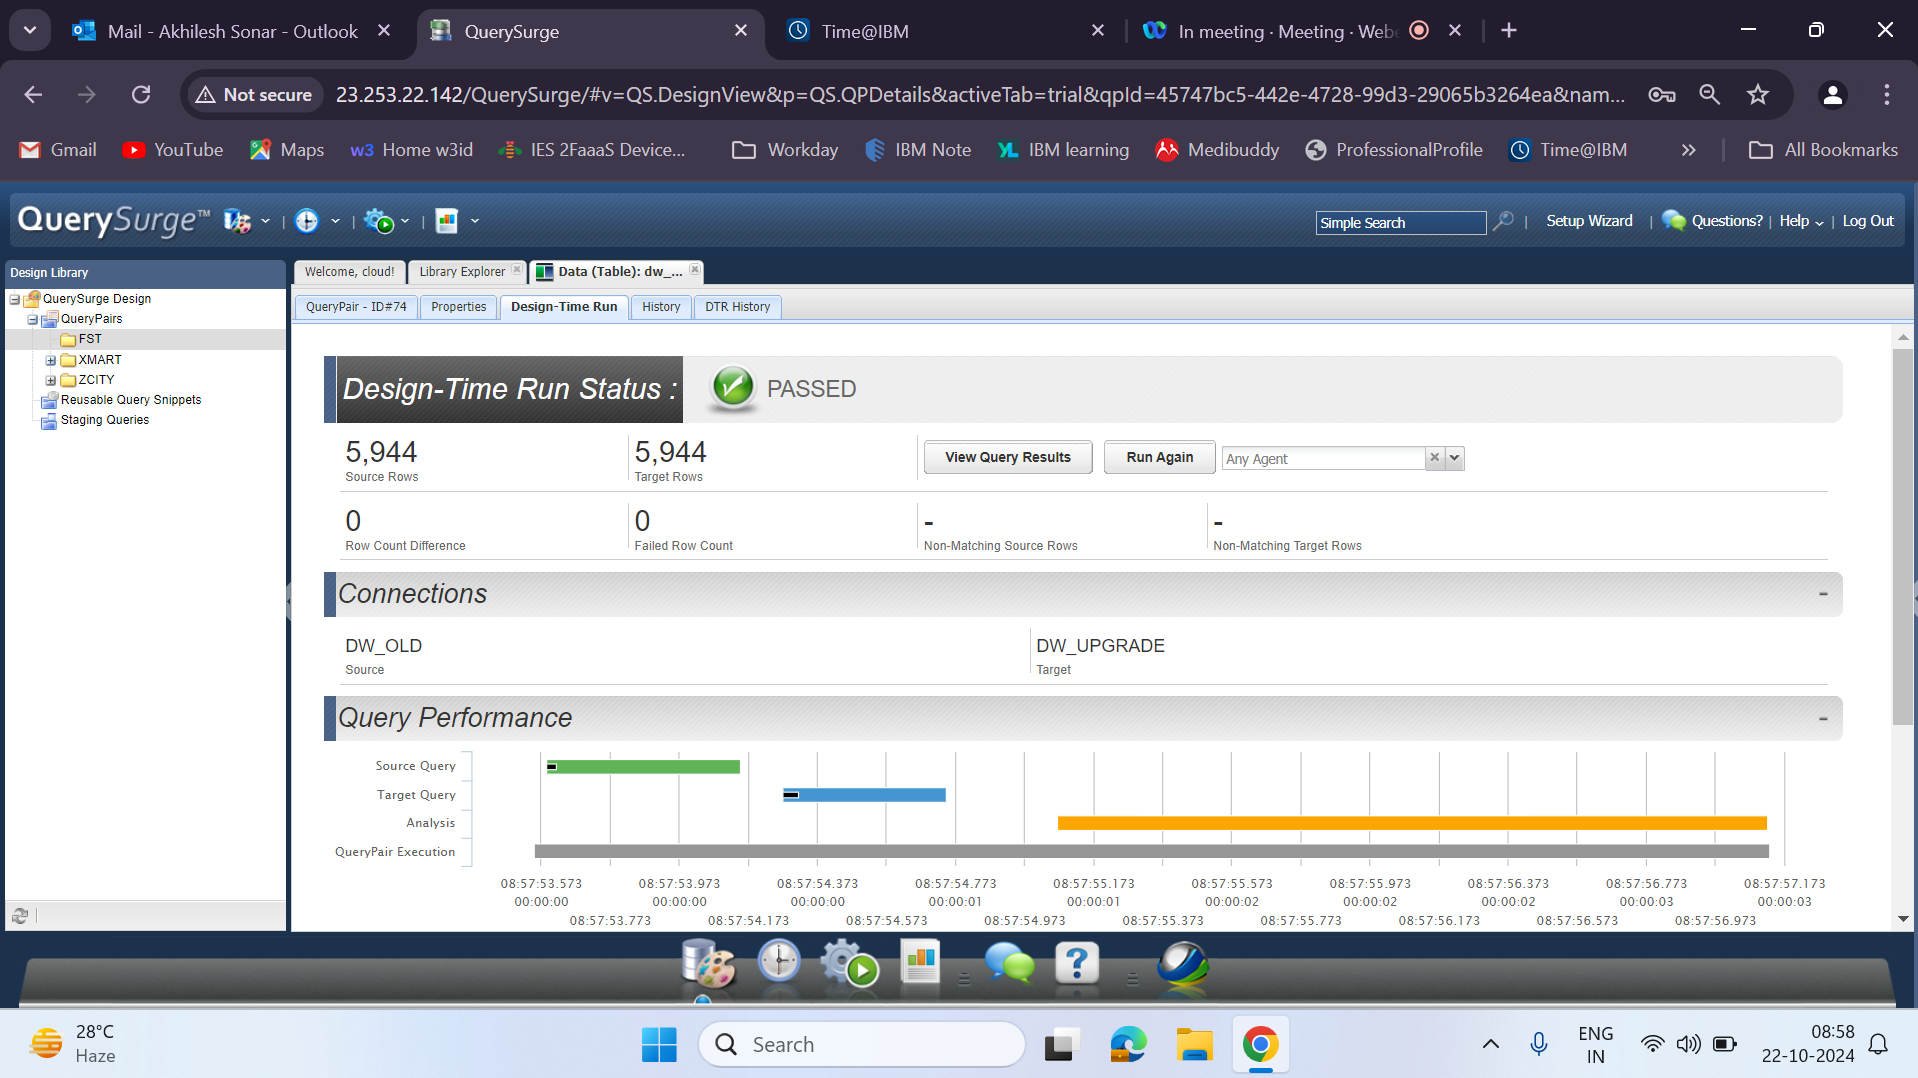 Mail - Akhilesh Sonar - Outlook
QuerySurge
Time@IBM
In meeting · Meeting · Web
Not secure
23.253.22.142/QuerySurge/#v=QS.DesignView&p=QS.QPDetails&activeTab=trial&qpId=45747bc5-442e-4728-99d3-29065b3264ea&nam...
Gmail
YouTube
Maps
w3 Home w3id
IES 2FaaaS Device...
Workday
IBM Note
YL IBM learning
Medibuddy
ProfessionalProfile
Time@IBM
All Bookmarks
QuerySurge™
Simple Search
Setup Wizard
Questions?
Help
Log Out
Design Library
QuerySurge Design
QueryPairs
FST
XMART
ZCITY
Reusable Query Snippets
Staging Queries
Welcome, cloud!
Library Explorer
Data (Table): dw_...
QueryPair - ID#74
Properties
Design-Time Run
History
DTR History
Design-Time Run Status :
PASSED
5,944
Source Rows
5,944
Target Rows
View Query Results
Run Again
Any Agent
0
Row Count Difference
0
Failed Row Count
-
Non-Matching Source Rows
-
Non-Matching Target Rows
Connections
DW_OLD
Source
DW_UPGRADE
Target
Query Performance
Source Query
Target Query
Analysis
QueryPair Execution
08:57:53.573 08:57:53.973 08:57:54.373 08:57:54.773 08:57:55.173 08:57:55.573 08:57:55.973 08:57:56.373 08:57:56.773 08:57:57.173
00:00:00 00:00:00 00:00:00 00:00:01 00:00:01 00:00:02 00:00:02 00:00:02 00:00:03 00:00:03
08:57:53.773 08:57:54.173 08:57:54.573 08:57:54.973 08:57:55.373 08:57:55.773 08:57:56.173 08:57:56.573 08:57:56.973
28°C
Haze
Search
ENG
IN
08:58
22-10-2024